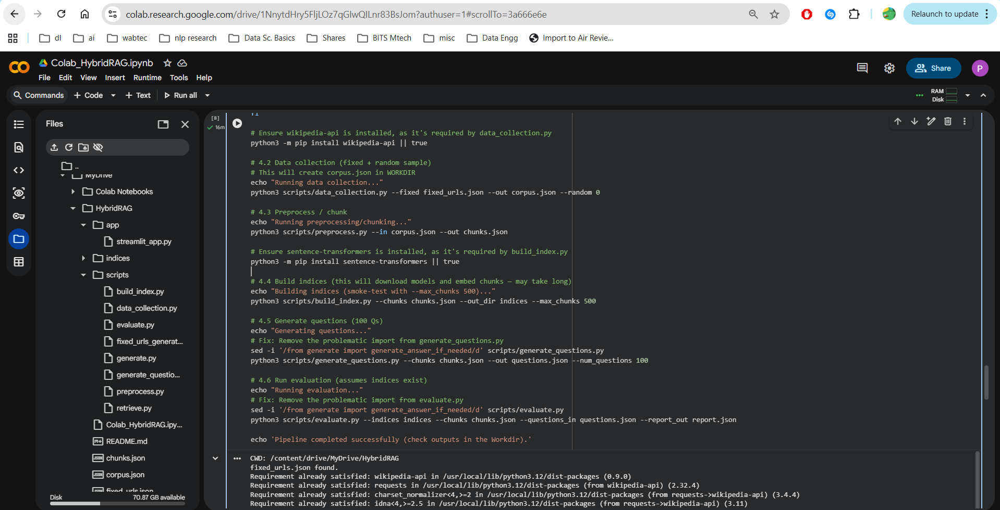 colab.research.google.com/drive/1NnytdHry5FljLOz7qGlwQILnr83BsJom?authuser=1#scrollTo=3a666e6e
Relaunch to update
dl
ai
wabtec
nlp research
Data Sc. Basics
Shares
BITS Mtech
misc
Data Engg
Import to Air Revie...
CO
Colab_HybridRAG.ipynb
File Edit View Insert Runtime Tools Help
Share
P
Commands
+ Code
+ Text
Run all
RAM
Disk
Files
..
MyDrive
Colab Notebooks
HybridRAG
app
streamlit_app.py
indices
scripts
build_index.py
data_collection.py
evaluate.py
fixed_urls_generat...
generate.py
generate_questio...
preprocess.py
retrieve.py
Colab_HybridRAG.ipy...
README.md
chunks.json
corpus.json
fixed_urls.json
Disk
70.87 GB available
[8]
16m
fi
# Ensure wikipedia-api is installed, as it's required by data_collection.py
python3 -m pip install wikipedia-api || true
# 4.2 Data collection (fixed + random sample)
# This will create corpus.json in WORKDIR
echo "Running data collection..."
python3 scripts/data_collection.py --fixed fixed_urls.json --out corpus.json --random 0
# 4.3 Preprocess / chunk
echo "Running preprocessing/chunking..."
python3 scripts/preprocess.py --in corpus.json --out chunks.json
# Ensure sentence-transformers is installed, as it's required by build_index.py
python3 -m pip install sentence-transformers || true
# 4.4 Build indices (this will download models and embed chunks — may take long)
echo "Building indices (smoke-test with --max_chunks 500)..."
python3 scripts/build_index.py --chunks chunks.json --out_dir indices --max_chunks 500
# 4.5 Generate questions (100 Qs)
echo "Generating questions..."
# Fix: Remove the problematic import from generate_questions.py
sed -i '/from generate import generate_answer_if_needed/d' scripts/generate_questions.py
python3 scripts/generate_questions.py --chunks chunks.json --out questions.json --num_questions 100
# 4.6 Run evaluation (assumes indices exist)
echo "Running evaluation..."
# Fix: Remove the problematic import from evaluate.py
sed -i '/from generate import generate_answer_if_needed/d' scripts/evaluate.py
python3 scripts/evaluate.py --indices indices --chunks chunks.json --questions_in questions.json --report_out report.json
echo 'Pipeline completed successfully (check outputs in the Workdir).'
CWD: /content/drive/MyDrive/HybridRAG
fixed_urls.json found.
Requirement already satisfied: wikipedia-api in /usr/local/lib/python3.12/dist-packages (0.9.0)
Requirement already satisfied: requests in /usr/local/lib/python3.12/dist-packages (from wikipedia-api) (2.32.4)
Requirement already satisfied: charset_normalizer<4,>=2 in /usr/local/lib/python3.12/dist-packages (from requests->wikipedia-api) (3.4.4)
Requirement already satisfied: idna<4,>=2.5 in /usr/local/lib/python3.12/dist-packages (from requests->wikipedia-api) (3.11)